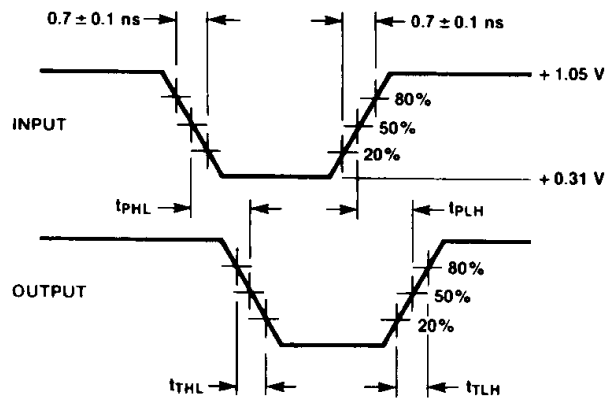 0.7 ± 0.1 ns
0.7 ± 0.1 ns
+ 1.05 V
80%
INPUT
50%
20%
+ 0.31 V
tPHL
tPLH
80%
OUTPUT
50%
20%
tTHL
tTLH